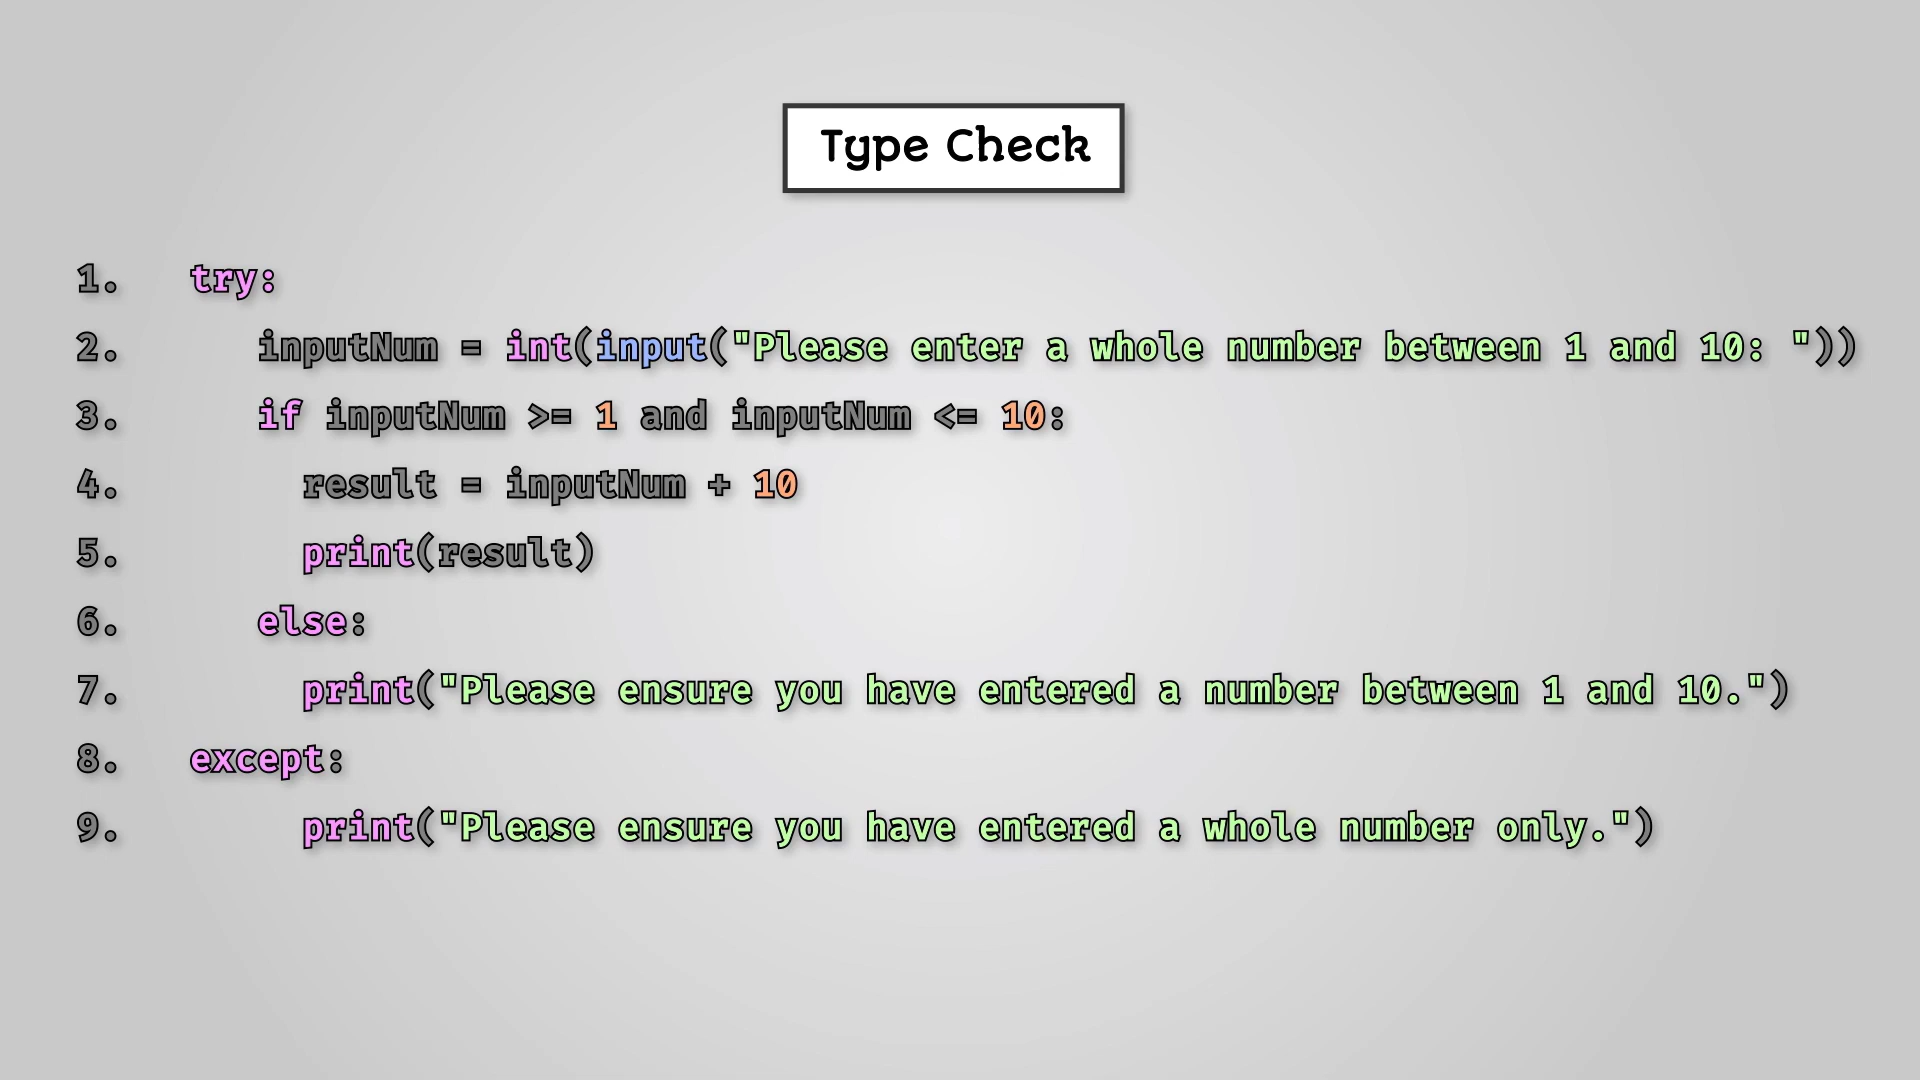 Type Check
1. try:
2. inputNum = int(input("Please enter a whole number between 1 and 10: "))
3. if inputNum >= 1 and inputNum <= 10:
4. result = inputNum + 10
5. print(result)
6. else:
7. print("Please ensure you have entered a number between 1 and 10.")
8. except:
9. print("Please ensure you have entered a whole number only.")